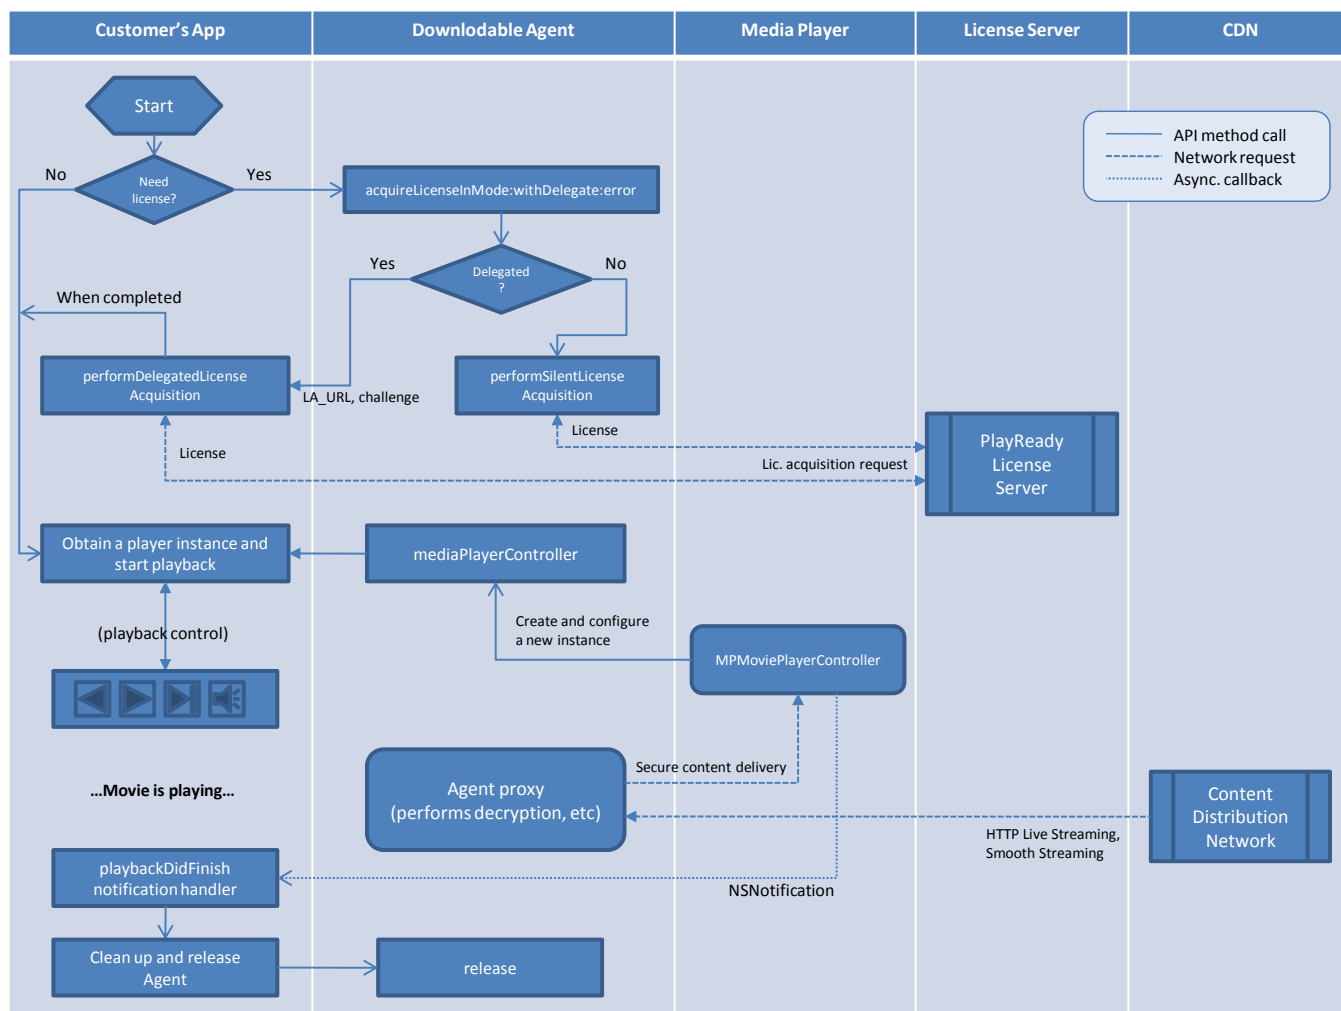 Customer's App
Downlodable Agent
Media Player
License Server
CDN
Start
API method call
Network request
Async. callback
No
Need
license?
Yes
acquireLicenseInMode:withDelegate:error
Yes
Delegated
?
No
When completed
performDelegatedLicense
Acquisition
LA_URL, challenge
performSilentLicense
Acquisition
License
License
Lic. acquisition request
PlayReady
License
Server
Obtain a player instance and
start playback
mediaPlayerController
(playback control)
Create and configure
a new instance
MPMoviePlayerController
Secure content delivery
...Movie is playing...
Agent proxy
(performs decryption, etc)
Content
Distribution
Network
HTTP Live Streaming,
Smooth Streaming
playbackDidFinish
notification handler
NSNotification
Clean up and release
Agent
release